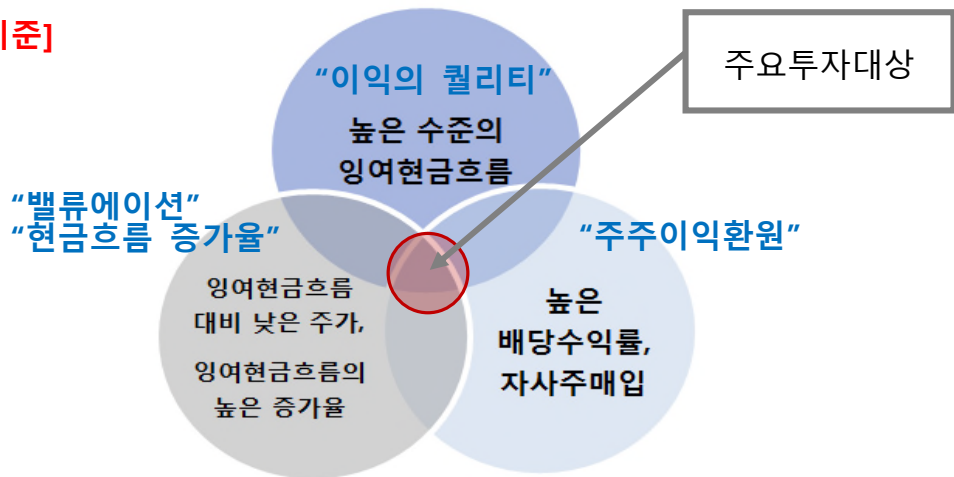 준]
주요투자대상
“이익의 퀄리티”
높은 수준의
잉여현금흐름
“밸류에이션”
“현금흐름 증가율”
잉여현금흐름
대비 낮은 주가,
잉여현금흐름의
높은 증가율
“주주이익환원”
높은
배당수익률,
자사주매입